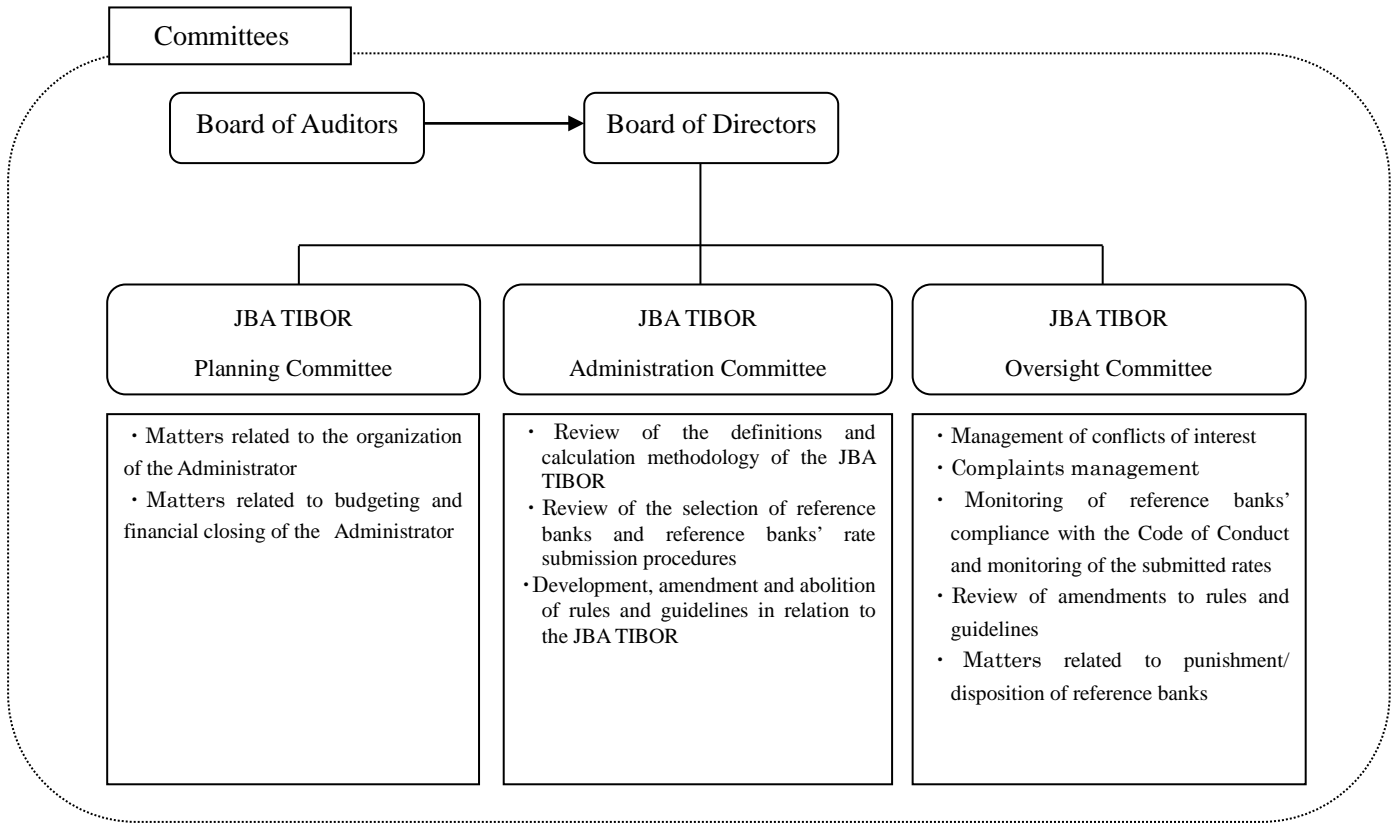 Committees
Board of Auditors
Board of Directors
JBA TIBOR
Planning Committee
JBA TIBOR
Administration Committee
JBA TIBOR
Oversight Committee
・Matters related to the organization
of the Administrator
・Matters related to budgeting and
financial closing of the Administrator
・ Review of the definitions and
calculation methodology of the JBA
TIBOR
・Review of the selection of reference
banks and reference banks’ rate
submission procedures
・Development, amendment and abolition
of rules and guidelines in relation to
the JBA TIBOR
・Management of conflicts of interest
・Complaints management
・ Monitoring of reference banks’
compliance with the Code of Conduct
and monitoring of the submitted rates
・Review of amendments to rules and
guidelines
・ Matters related to punishment/
disposition of reference banks